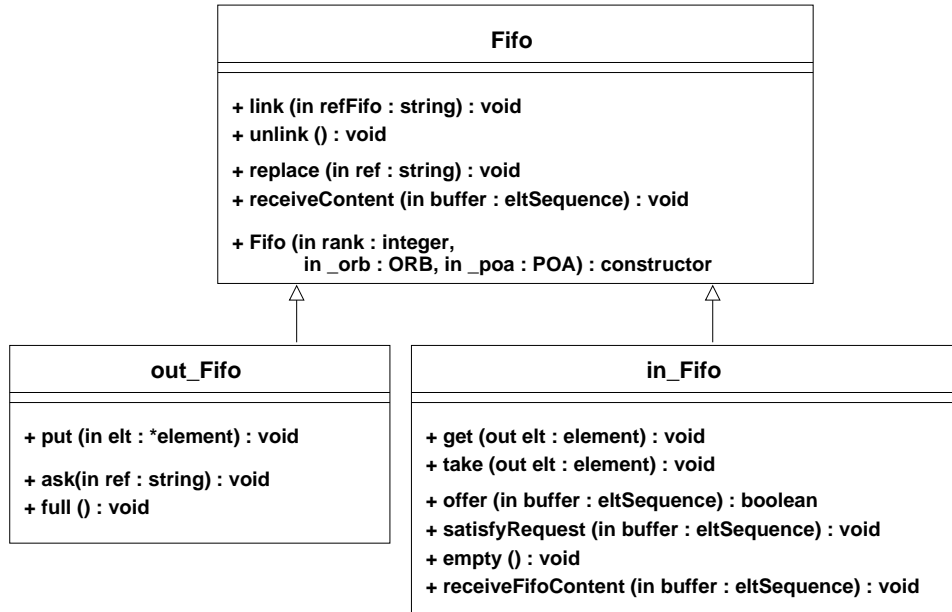 Fifo
+ link (in refFifo : string) : void
+ unlink () : void
+ replace (in ref : string) : void
+ receiveContent (in buffer : eltSequence) : void
+ Fifo (in rank : integer,
in _orb : ORB, in _poa : POA) : constructor
out_Fifo
+ put (in elt : *element) : void
+ ask(in ref : string) : void
+ full () : void
in_Fifo
+ get (out elt : element) : void
+ take (out elt : element) : void
+ offer (in buffer : eltSequence) : boolean
+ satisfyRequest (in buffer : eltSequence) : void
+ empty () : void
+ receiveFifoContent (in buffer : eltSequence) : void